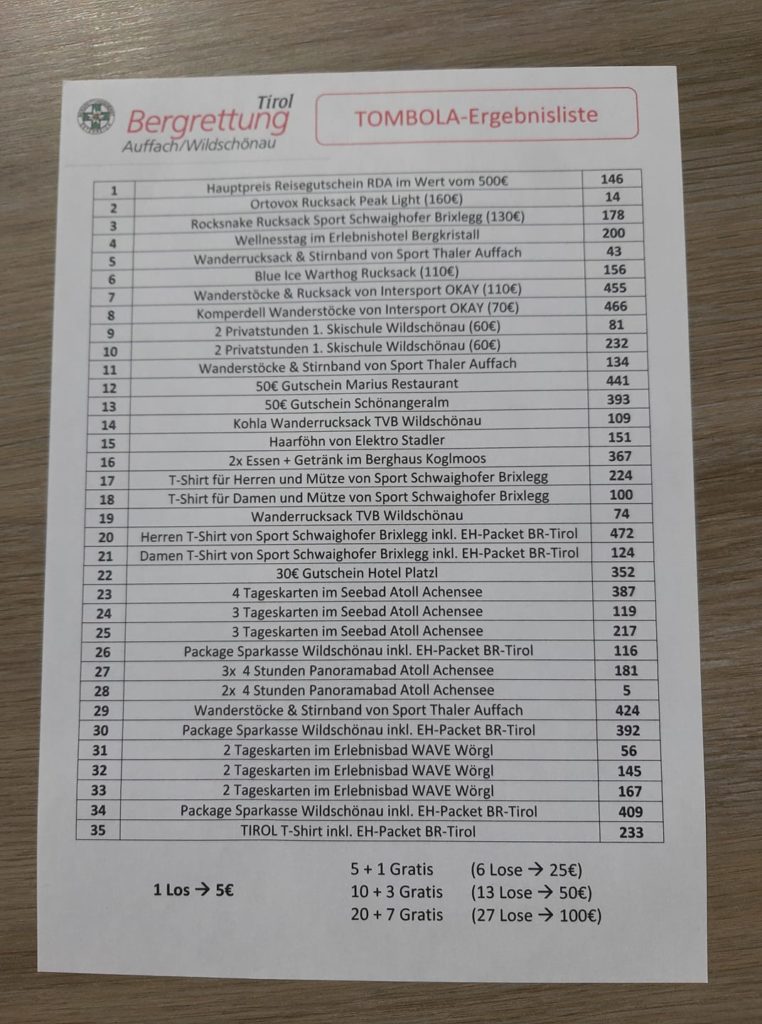 Tirol
Bergrettung
Auffach/Wildschönau
TOMBOLA-Ergebnisliste
1 Hauptpreis Reisegutschein RDA im Wert vom 500€ 146
2 Ortovox Rucksack Peak Light (160€) 14
3 Rocksnake Rucksack Sport Schwaighofer Brixlegg (130€) 178
4 Wellnesstag im Erlebnishotel Bergkristall 200
5 Wanderrucksack & Stirnband von Sport Thaler Auffach 43
6 Blue Ice Warthog Rucksack (110€) 156
7 Wanderstöcke & Rucksack von Intersport OKAY (110€) 455
8 Komperdell Wanderstöcke von Intersport OKAY (70€) 466
9 2 Privatstunden 1. Skischule Wildschönau (60€) 81
10 2 Privatstunden 1. Skischule Wildschönau (60€) 232
11 Wanderstöcke & Stirnband von Sport Thaler Auffach 134
12 50€ Gutschein Marius Restaurant 441
13 50€ Gutschein Schönangeralm 393
14 Kohla Wanderrucksack TVB Wildschönau 109
15 Haarföhn von Elektro Stadler 151
16 2x Essen + Getränk im Berghaus Koglmoos 367
17 T-Shirt für Herren und Mütze von Sport Schwaighofer Brixlegg 224
18 T-Shirt für Damen und Mütze von Sport Schwaighofer Brixlegg 100
19 Wanderrucksack TVB Wildschönau 74
20 Herren T-Shirt von Sport Schwaighofer Brixlegg inkl. EH-Packet BR-Tirol 472
21 Damen T-Shirt von Sport Schwaighofer Brixlegg inkl. EH-Packet BR-Tirol 124
22 30€ Gutschein Hotel Platzl 352
23 4 Tageskarten im Seebad Atoll Achensee 387
24 3 Tageskarten im Seebad Atoll Achensee 119
25 3 Tageskarten im Seebad Atoll Achensee 217
26 Package Sparkasse Wildschönau inkl. EH-Packet BR-Tirol 116
27 3x 4 Stunden Panoramabad Atoll Achensee 181
28 2x 4 Stunden Panoramabad Atoll Achensee 5
29 Wanderstöcke & Stirnband von Sport Thaler Auffach 424
30 Package Sparkasse Wildschönau inkl. EH-Packet BR-Tirol 392
31 2 Tageskarten im Erlebnisbad WAVE Wörgl 56
32 2 Tageskarten im Erlebnisbad WAVE Wörgl 145
33 2 Tageskarten im Erlebnisbad WAVE Wörgl 167
34 Package Sparkasse Wildschönau inkl. EH-Packet BR-Tirol 409
35 TIROL T-Shirt inkl. EH-Packet BR-Tirol 233
5 + 1 Gratis (6 Lose → 25€)
1 Los → 5€ 10 + 3 Gratis (13 Lose → 50€)
20 + 7 Gratis (27 Lose → 100€)